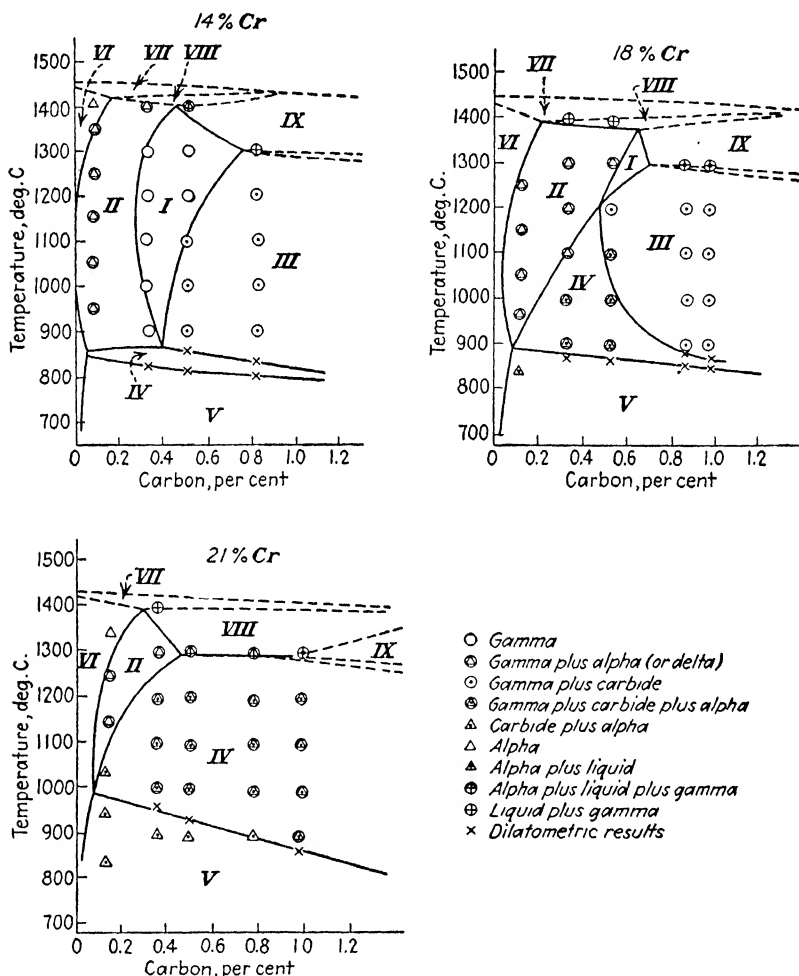 14% Cr
VI VII VIII
1500
1400
1300
1200
1100
1000
900
800
700
IX
II I
III
IV
V
0 0.2 0.4 0.6 0.8 1.0 1.2
Temperature, deg. C
Carbon, per cent
18% Cr
VII VIII
1500
1400
1300
1200
1100
1000
900
800
700
IX
VI
I
II
III
IV
V
0 0.2 0.4 0.6 0.8 1.0 1.2
Temperature, deg. C.
Carbon, per cent
21% Cr
VII
1500
1400
1300
1200
1100
1000
900
800
700
VIII
IX
VI II
IV
V
0 0.2 0.4 0.6 0.8 1.0 1.2
Temperature, deg. C.
Carbon, per cent
Gamma
Gamma plus alpha (or delta)
Gamma plus carbide
Gamma plus carbide plus alpha
Carbide plus alpha
Alpha
Alpha plus liquid
Alpha plus liquid plus gamma
Liquid plus gamma
Dilatometric results